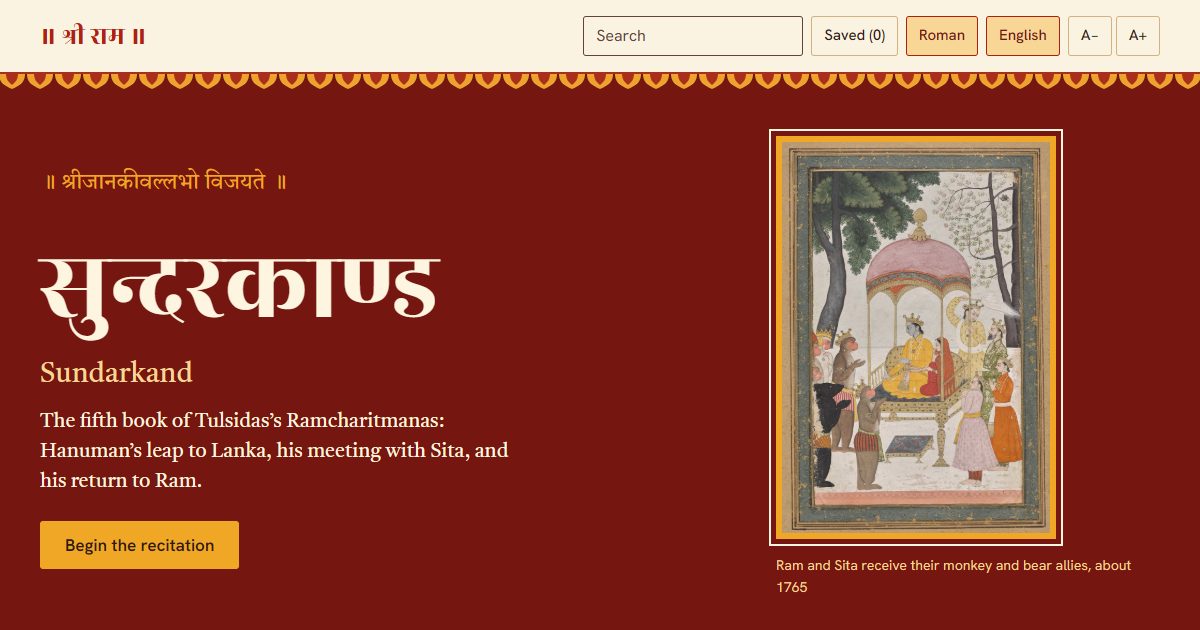 ॥ श्री राम ॥
Search
Saved (0)
Roman
English
A−
A+
॥ श्रीजानकीवल्लभो विजयते ॥
सुन्दरकाण्ड
Sundarkand
The fifth book of Tulsidas’s Ramcharitmanas:
Hanuman’s leap to Lanka, his meeting with Sita, and
his return to Ram.
Begin the recitation
Ram and Sita receive their monkey and bear allies, about
1765